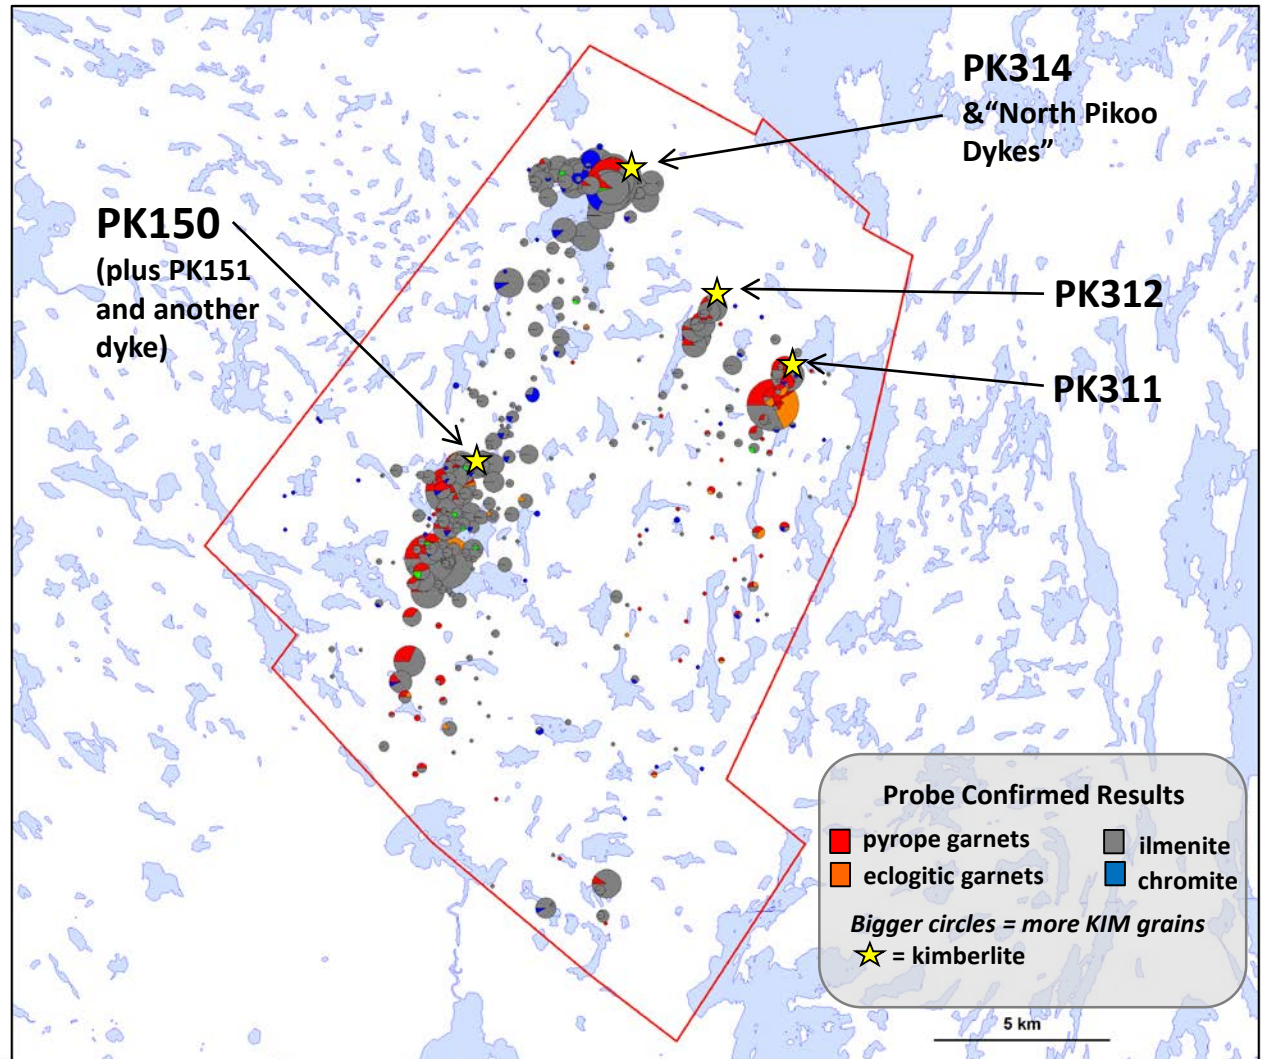 PK314
&“North Pikoo
Dykes”
PK150
(plus PK151
and another
dyke)
PK312
PK311
Probe Confirmed Results
pyrope garnets
ilmenite
eclogitic garnets
chromite
Bigger circles = more KIM grains
= kimberlite
5 km